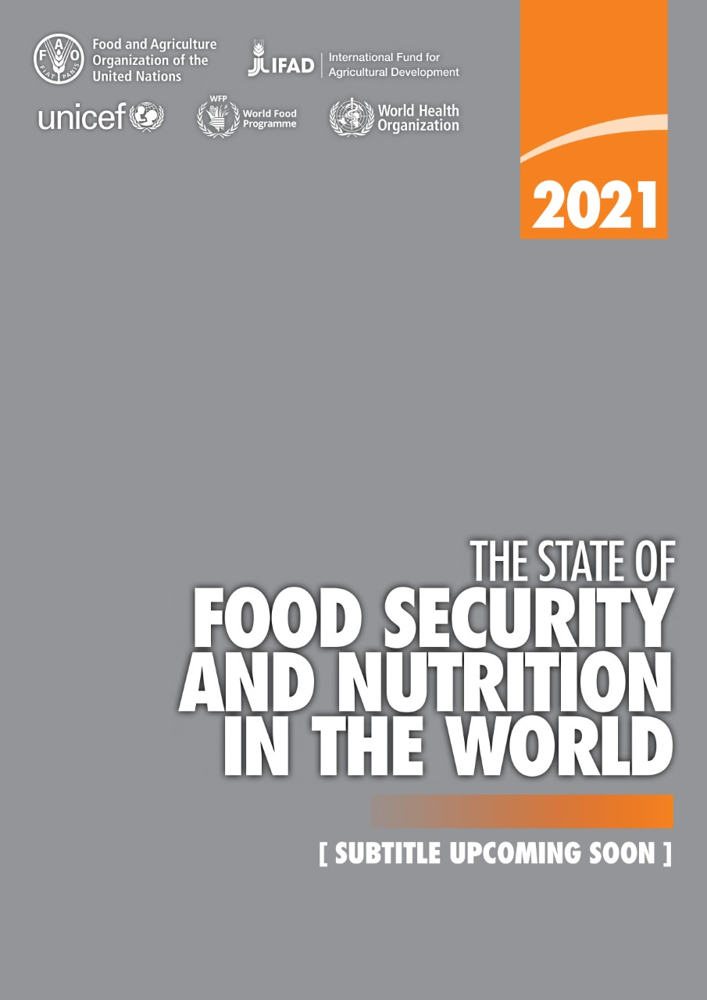 Food and Agriculture
Organization of the
United Nations
F A O
FIAT PANIS
IFAD
International Fund for
Agricultural Development
unicef
WFP
World Food
Programme
World Health
Organization
2021
THE STATE OF
FOOD SECURITY
AND NUTRITION
IN THE WORLD
[ SUBTITLE UPCOMING SOON ]